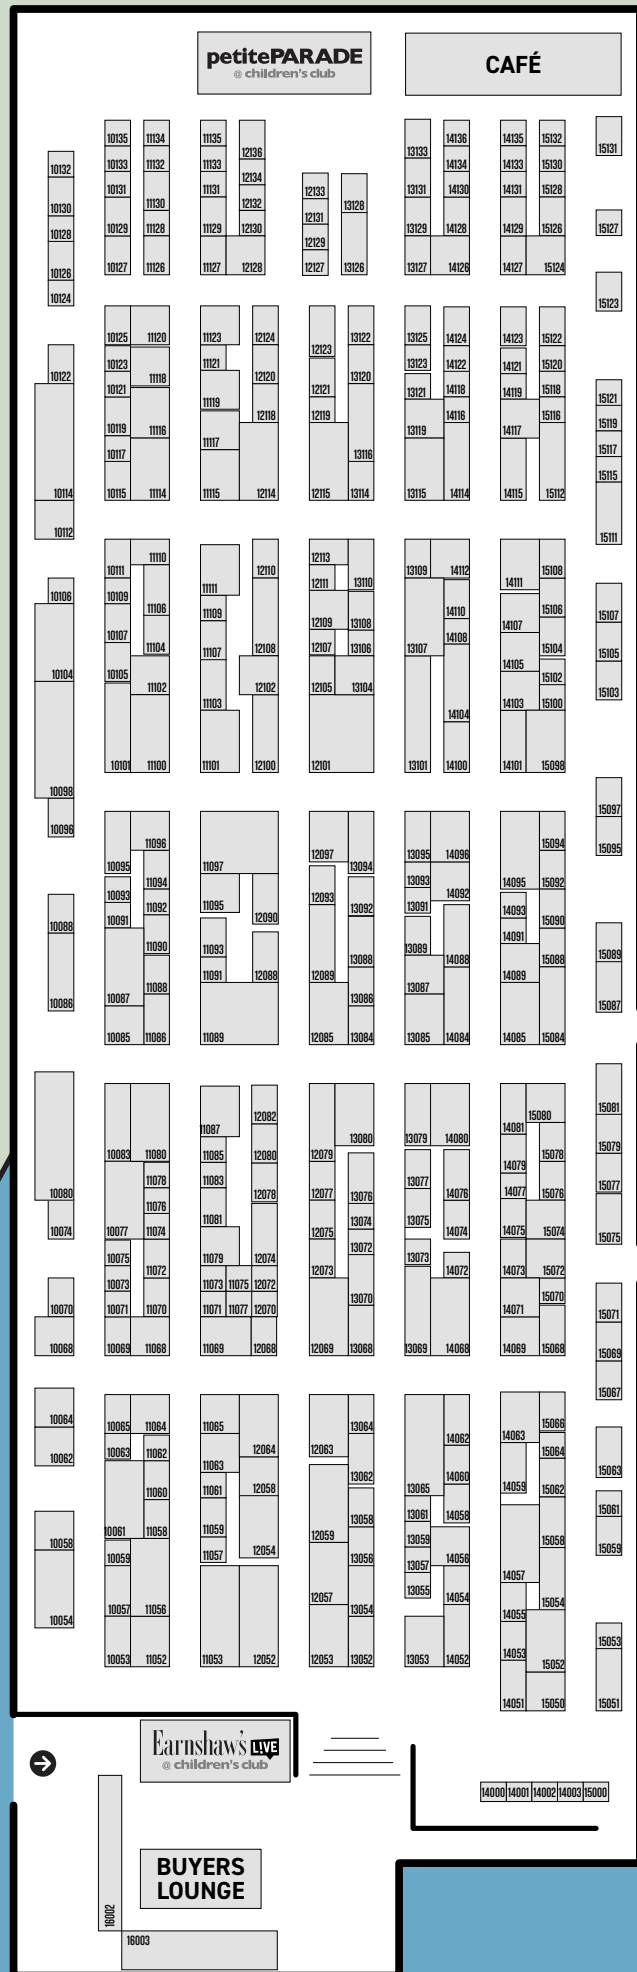 petitePARADE
@ children's club
CAFÉ
10135 11134 11135 12136 13133 14136 14135 15132 15131
10132 10133 11132 11133 12134 14134 14133 15130
10130 10131 11130 11131 12132 12133 13128 13131 14130 14131 15128
10128 10129 11128 11129 12130 12131 13129 14128 14129 15126 15127
10126 10127 11126 11127 12128 12129 12127 13126 13127 14126 14127 15124
10124 15123
10125 11120 11123 12124 12123 13122 13125 14124 14123 15122
10122 10123 11118 11121 12120 13120 13123 14122 14121 15120
10121 11119 12118 12121 13121 14118 14119 15118 15121
10119 11116 11117 12119 13119 14116 14117 15116 15119
10117 13116 15117
10114 10115 11114 11115 12114 12115 13114 13115 14114 14115 15112 15115
10112 15111
10111 11110 11111 12110 12113 13109 14112 14111 15108
10106 10109 11106 11109 12111 13110 14110 15106 15107
10107 11104 11107 12108 12109 13108 13107 14108 14107 15104
10104 10105 11102 11103 12102 12107 13106 14105 15102 15105
12105 13104 14104 14103 15100 15103
10101 11100 11101 12100 12101 13101 14100 14101 15098
10098
10096 15097
11096 15094 15095
10095 11094 11097 12097 13094 13095 14096 14095 15092
10093 11092 11095 12090 12093 13092 13093 14092 14093 15090
10088 10091 11090 11093 13091 14091 15089
10087 11088 11091 12088 12089 13088 13089 14088 14089 15088
10086 13086 13087 15087
10085 11086 11089 12085 13084 13085 14084 14085 15084
11087 12082 13080 14081 15080 15081
10083 11080 11085 12080 12079 13079 14080 14079 15078 15079
11078 11083 12078 12077 13076 13077 14076 14077 15076 15077
10080 11076 11081 13074 13075
10074 10077 11074 11079 12074 12075 13072 14074 14075 15074 15075
10075 11072 12073 13073 14072 14073 15072
10073 11073 11075 12072 13070 15070
10070 10071 11070 11071 11077 12070 14071 15071
10068 10069 11068 11069 12068 12069 13068 13069 14068 14069 15068 15069
15067
10064 10065 11064 11065 13064 14062 14063 15066
10062 10063 11062 11063 12064 12063 13062 14060 15064 15063
11060 11061 12058 13065 14059 15062
10058 10061 11058 11059 12059 13058 13061 14058 15061
10059 11057 12054 13056 13059 14056 15058 15059
13057 14057
10054 10057 11056 12057 13054 13055 14054 14055 15054
10053 11052 11053 12052 12053 13052 13053 14052 14053 15052 15053
14051 15050 15051
Earnshaw's LIVE
@ children's club
14000 14001 14002 14003 15000
BUYERS
LOUNGE
16002
16003